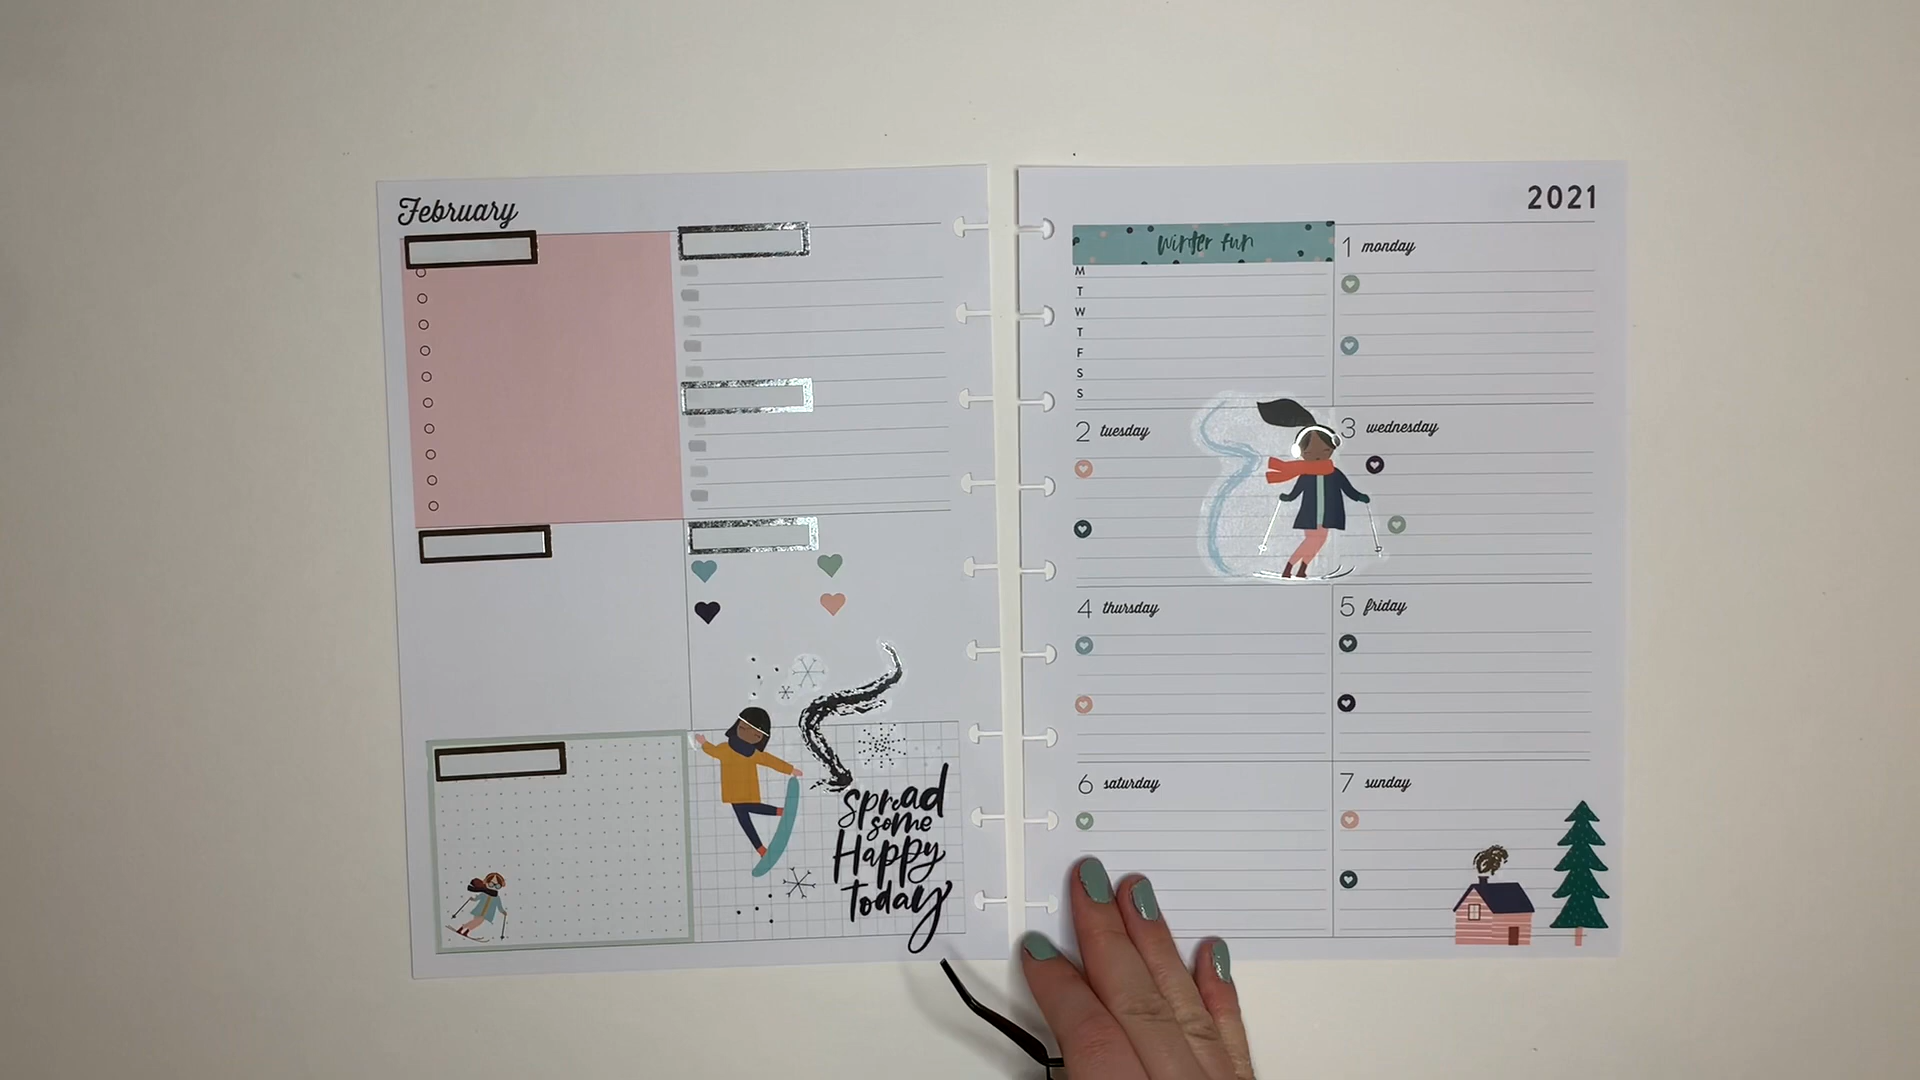 February
spread
some
Happy
today
2021
winter fun
1 monday
M
T
W
T
F
S
S
2 tuesday
3 wednesday
4 thursday
5 friday
6 saturday
7 sunday